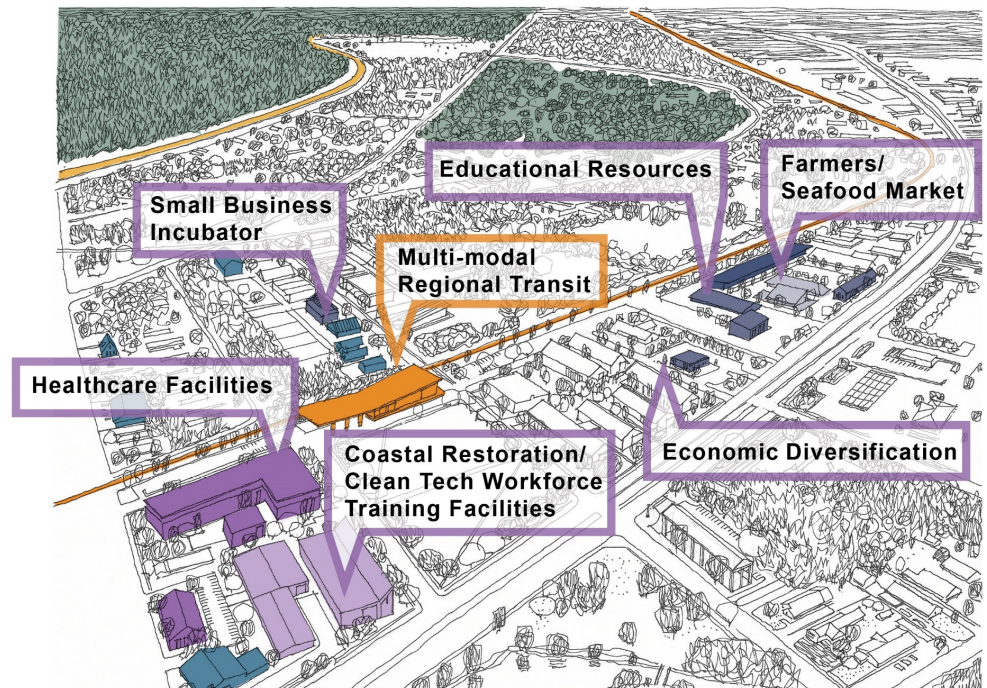 Educational Resources
Farmers/
Seafood Market
Small Business
Incubator
Multi-modal
Regional Transit
Healthcare Facilities
Coastal Restoration/
Clean Tech Workforce
Training Facilities
Economic Diversification